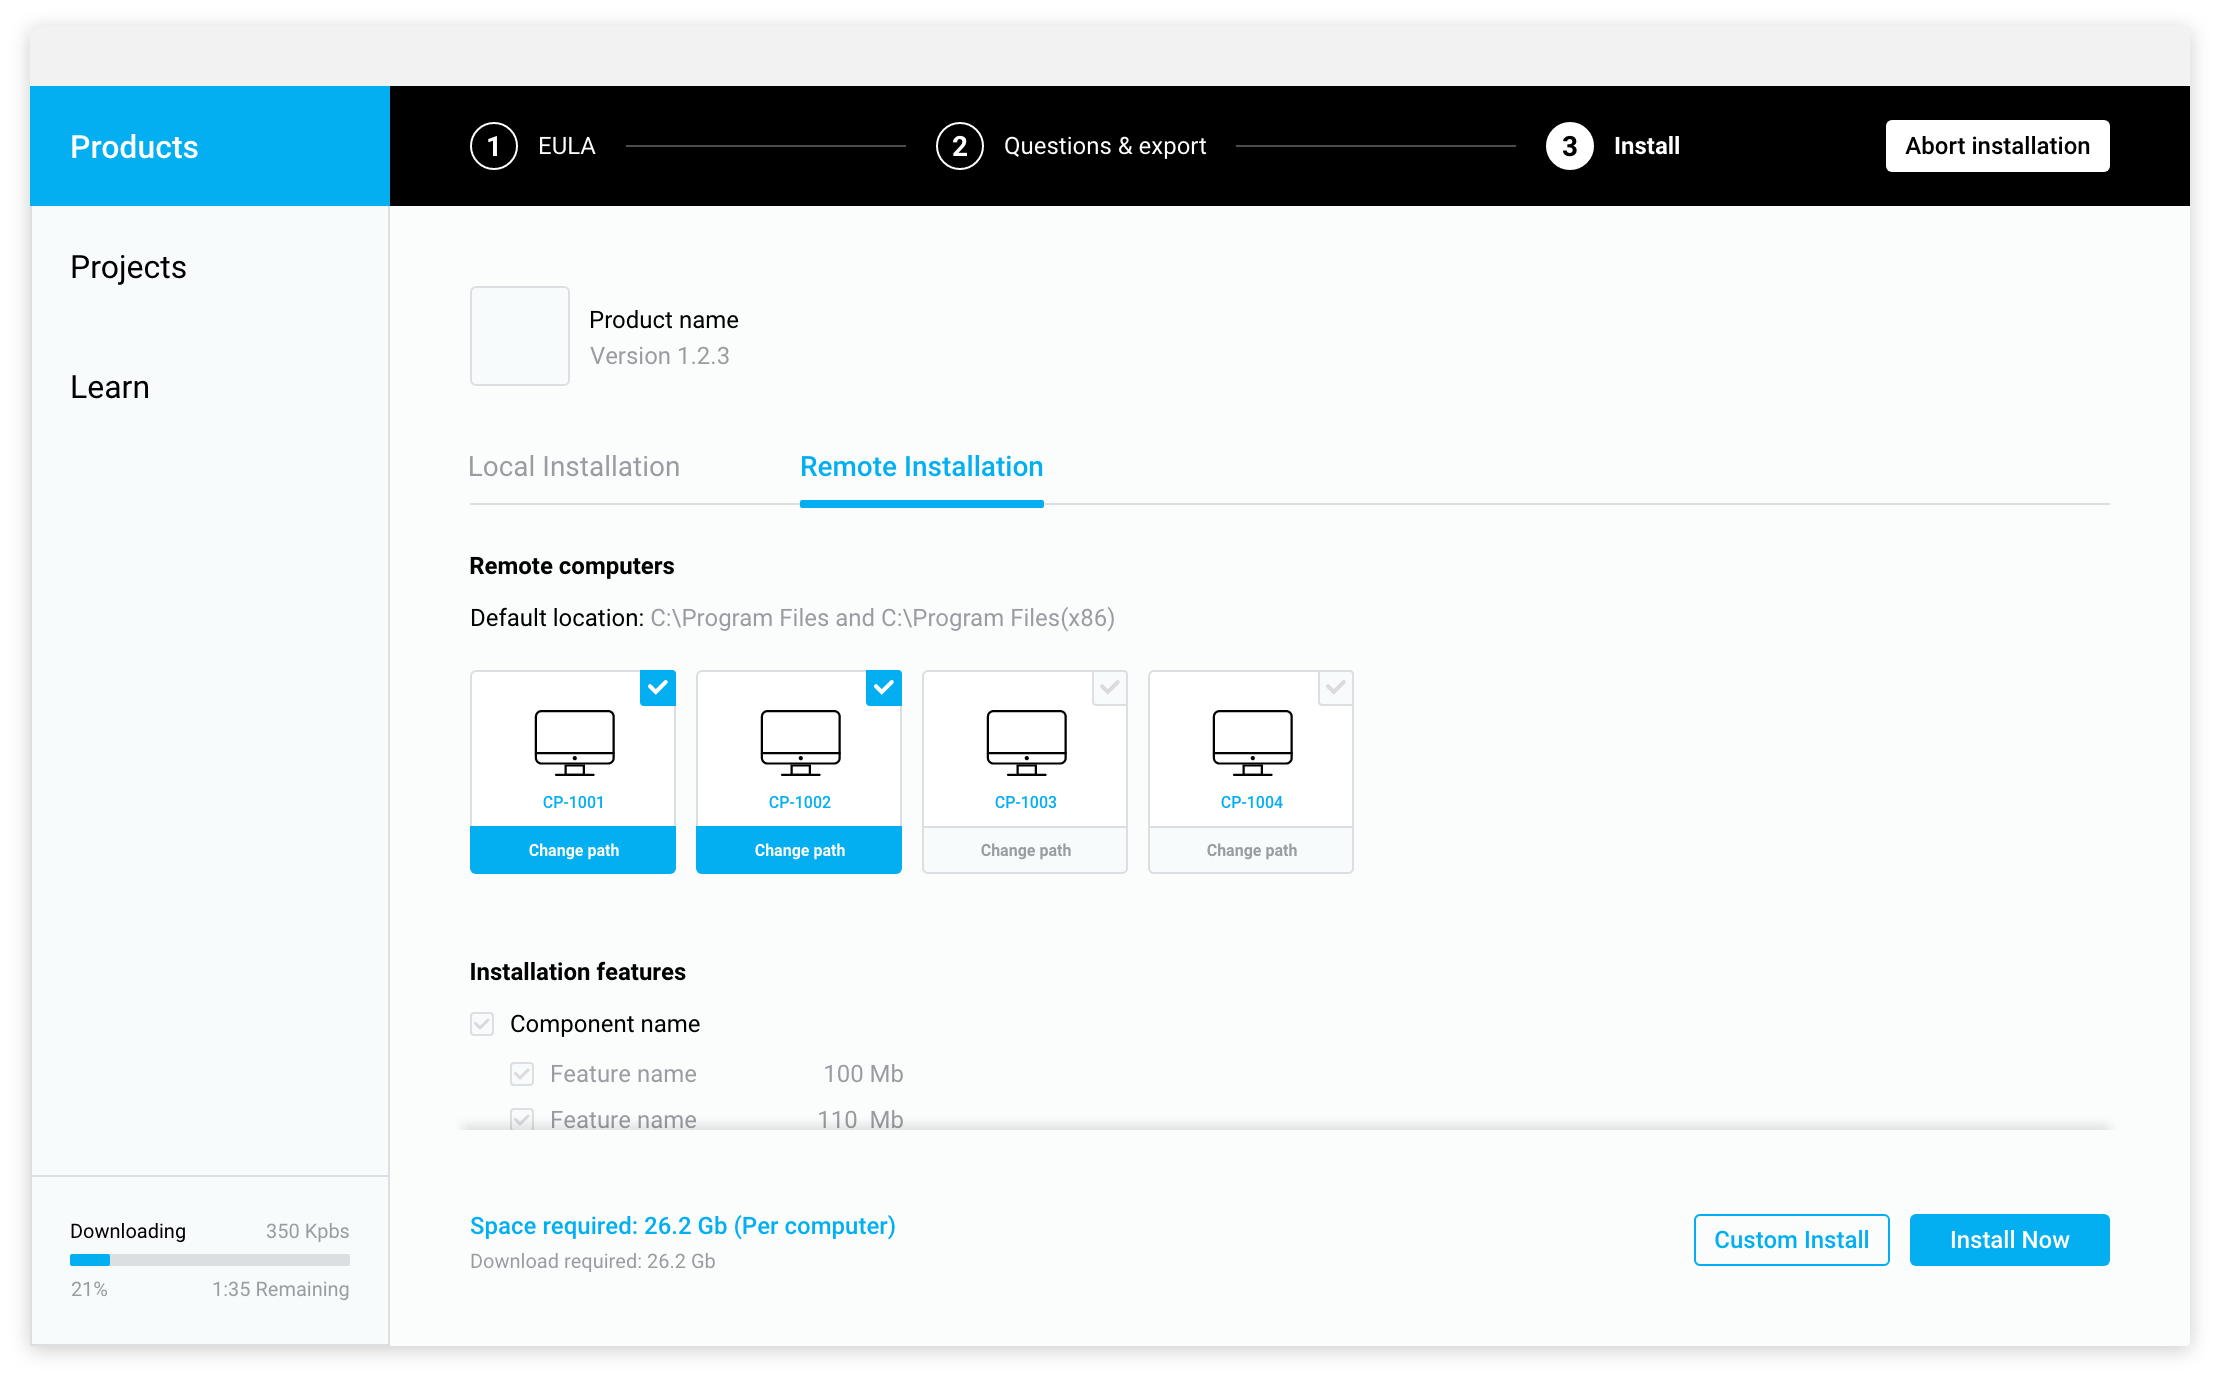 Products
1 EULA 2 Questions & export 3 Install Abort installation
Projects
Learn
Product name
Version 1.2.3
Local Installation Remote Installation
Remote computers
Default location: C:\Program Files and C:\Program Files(x86)
CP-1001 CP-1002 CP-1003 CP-1004
Change path Change path Change path Change path
Installation features
Component name
Feature name 100 Mb
Feature name 110 Mb
Downloading 350 Kpbs
21% 1:35 Remaining
Space required: 26.2 Gb (Per computer)
Download required: 26.2 Gb
Custom Install Install Now